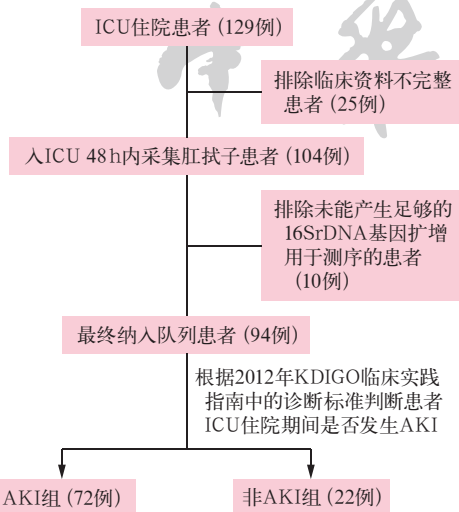 ICU住院患者(129例)
排除临床资料不完整
患者(25例)
入ICU 48h内采集肛拭子患者(104例)
排除未能产生足够的
16SrDNA基因扩增
用于测序的患者
(10例)
最终纳入队列患者(94例)
根据2012年KDIGO临床实践
指南中的诊断标准判断患者
ICU住院期间是否发生AKI
AKI组(72例)
非AKI组(22例)